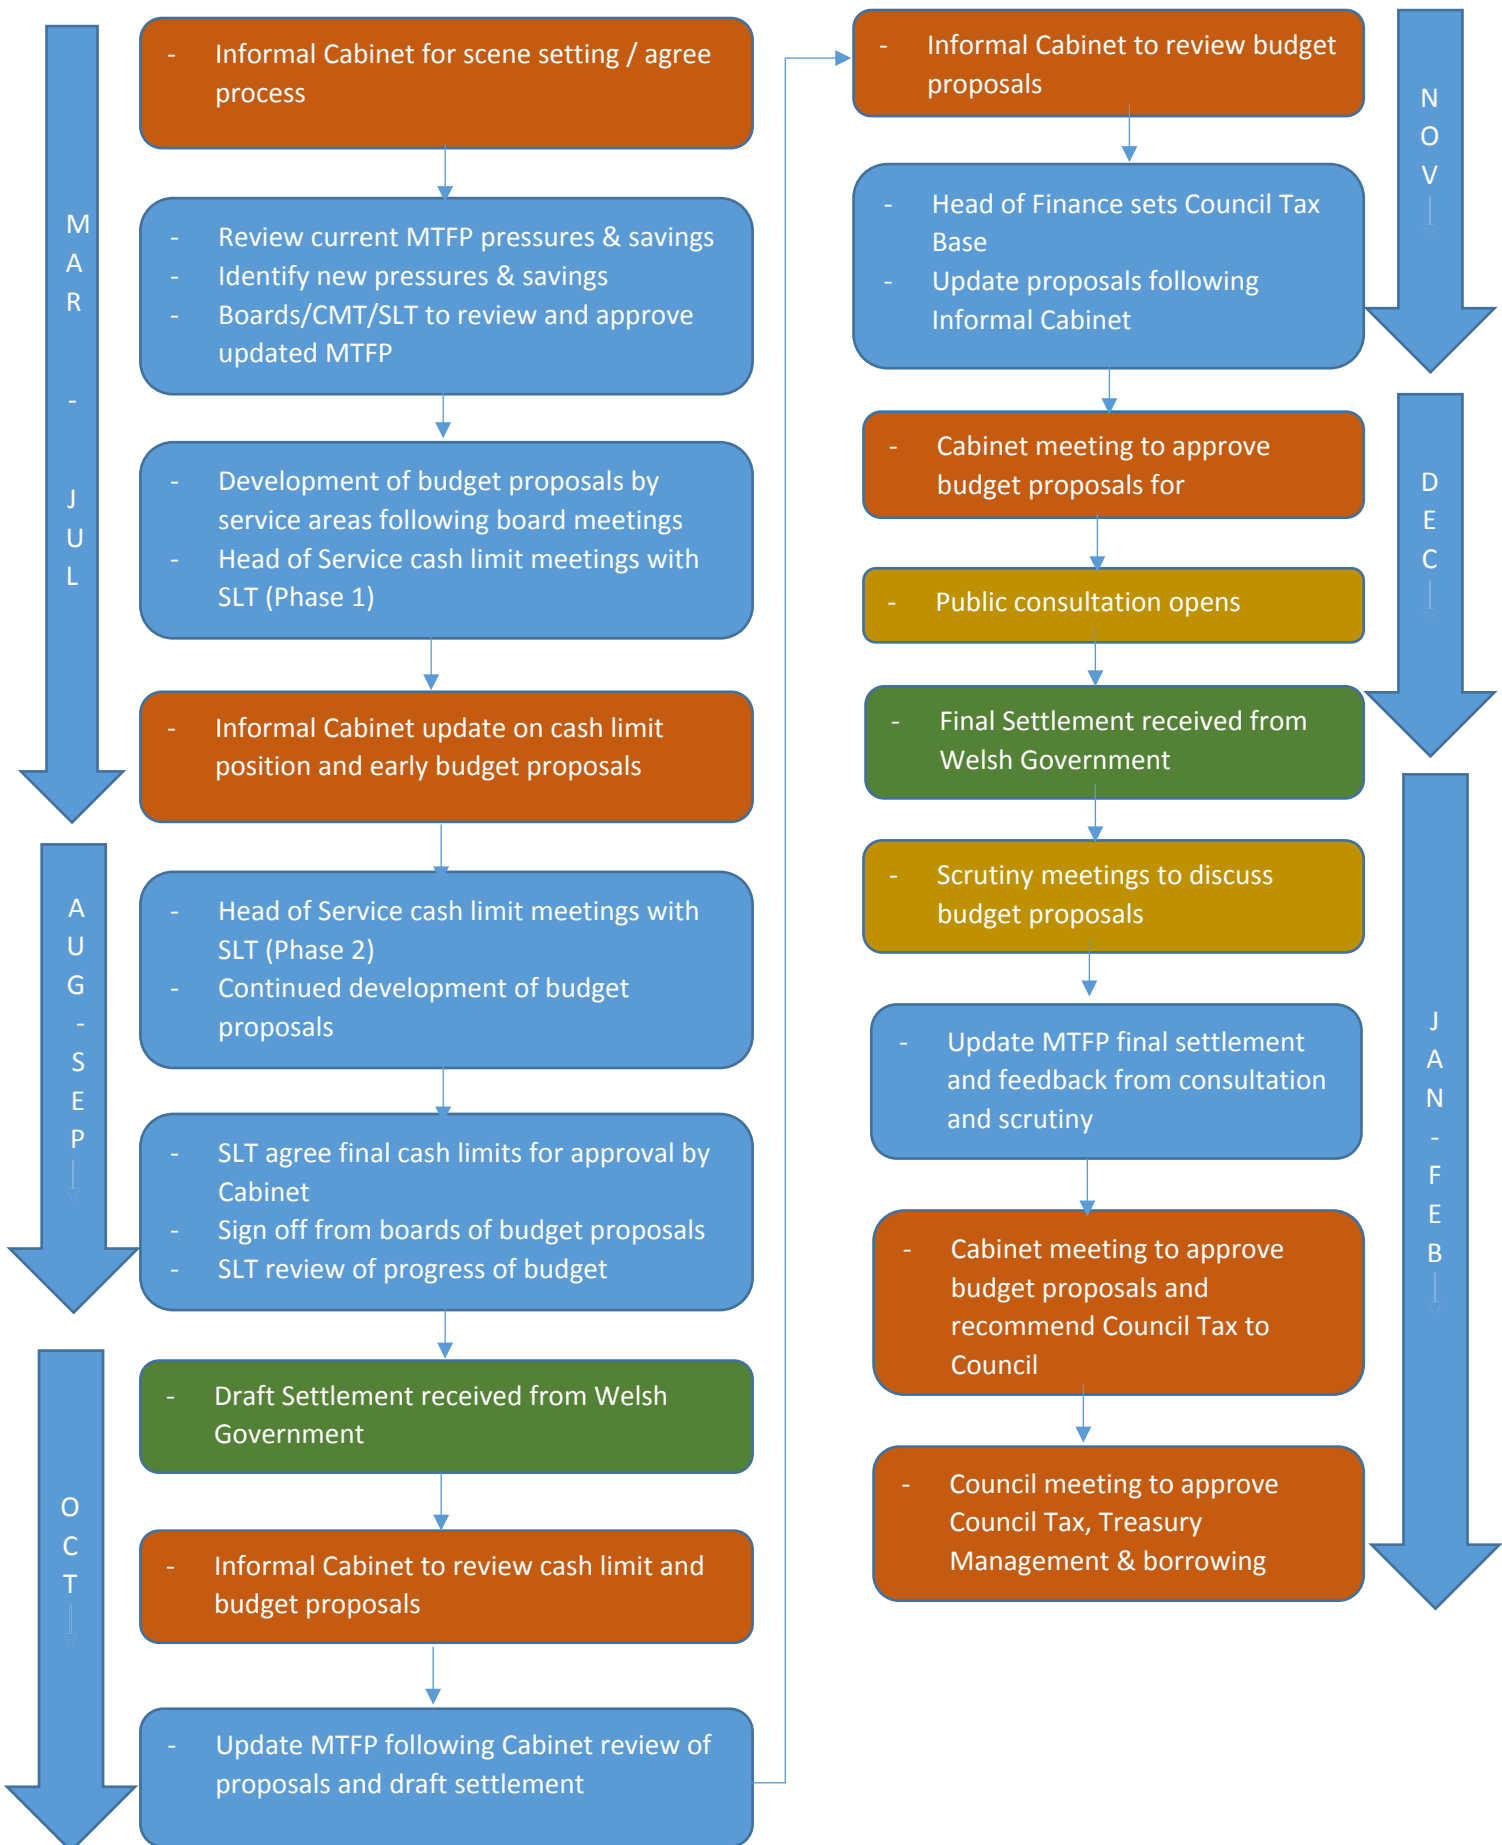 MAR - JUL
- Informal Cabinet for scene setting / agree
process
- Review current MTFP pressures & savings
- Identify new pressures & savings
- Boards/CMT/SLT to review and approve
updated MTFP
- Development of budget proposals by
service areas following board meetings
- Head of Service cash limit meetings with
SLT (Phase 1)
- Informal Cabinet update on cash limit
position and early budget proposals
AUG-SEP
- Head of Service cash limit meetings with
SLT (Phase 2)
- Continued development of budget
proposals
- SLT agree final cash limits for approval by
Cabinet
- Sign off from boards of budget proposals
- SLT review of progress of budget
OCT
- Draft Settlement received from Welsh
Government
- Informal Cabinet to review cash limit and
budget proposals
- Update MTFP following Cabinet review of
proposals and draft settlement
NOV
- Informal Cabinet to review budget
proposals
- Head of Finance sets Council Tax
Base
- Update proposals following
Informal Cabinet
DEC
- Cabinet meeting to approve
budget proposals for
- Public consultation opens
- Final Settlement received from
Welsh Government
JAN-FEB
- Scrutiny meetings to discuss
budget proposals
- Update MTFP final settlement
and feedback from consultation
and scrutiny
- Cabinet meeting to approve
budget proposals and
recommend Council Tax to
Council
- Council meeting to approve
Council Tax, Treasury
Management & borrowing